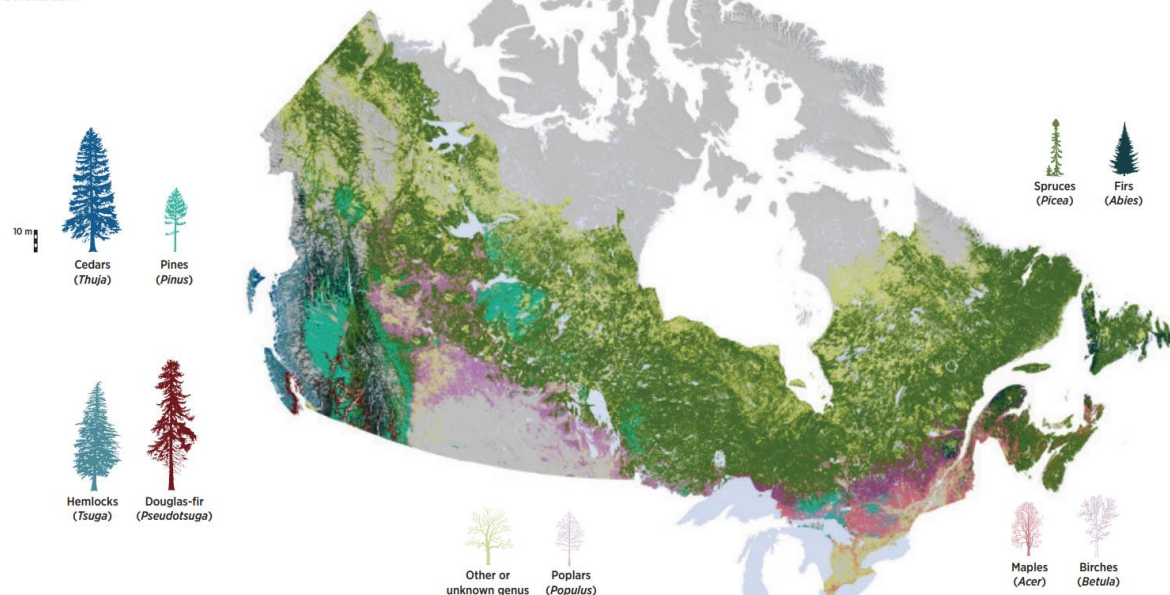 Spruces
(Picea)
Firs
(Abies)
10 m
Cedars
(Thuja)
Pines
(Pinus)
Hemlocks
(Tsuga)
Douglas-fir
(Pseudotsuga)
Other or
unknown genus
Poplars
(Populus)
Maples
(Acer)
Birches
(Betula)